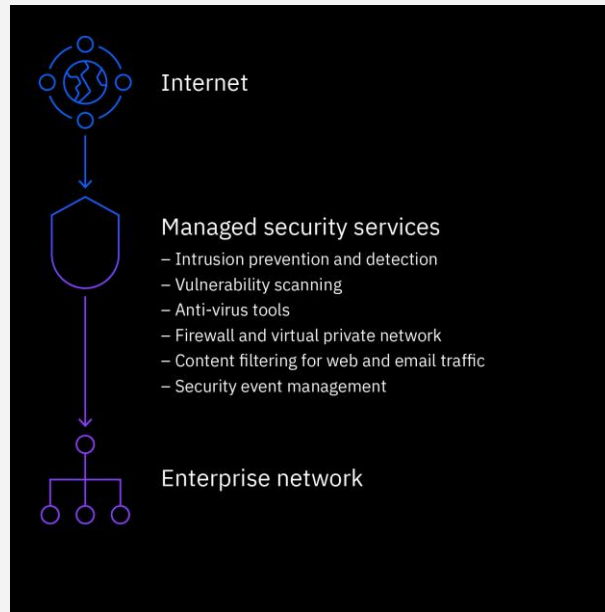 Internet
Managed security services
– Intrusion prevention and detection
– Vulnerability scanning
– Anti-virus tools
– Firewall and virtual private network
– Content filtering for web and email traffic
– Security event management
Enterprise network